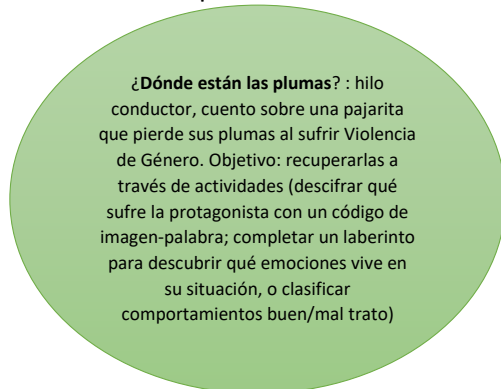 ¿Dónde están las plumas? : hilo
conductor, cuento sobre una pajarita
que pierde sus plumas al sufrir Violencia
de Género. Objetivo: recuperarlas a
través de actividades (descifrar qué
sufre la protagonista con un código de
imagen-palabra; completar un laberinto
para descubrir qué emociones vive en
su situación, o clasificar
comportamientos buen/mal trato)